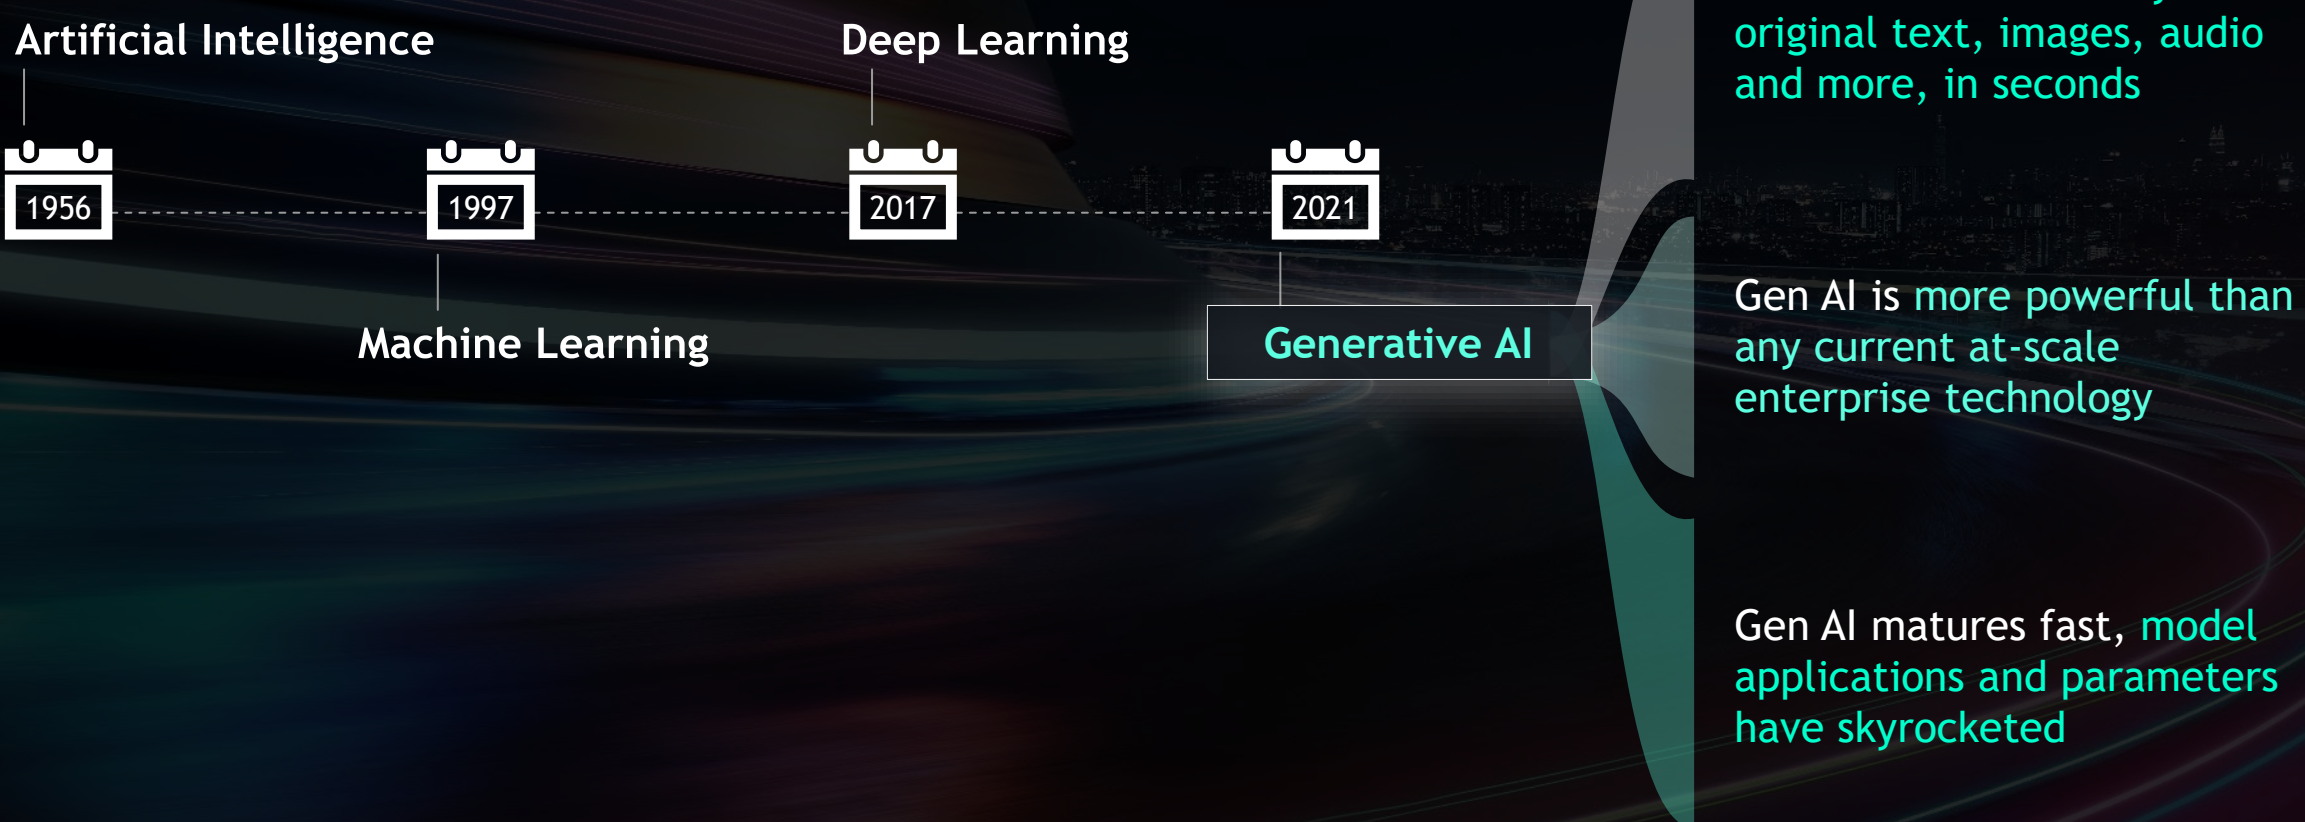 Artificial Intelligence
Deep Learning
1956
1997
2017
2021
Machine Learning
Generative AI
original text, images, audio
and more, in seconds
Gen AI is more powerful than
any current at-scale
enterprise technology
Gen AI matures fast, model
applications and parameters
have skyrocketed